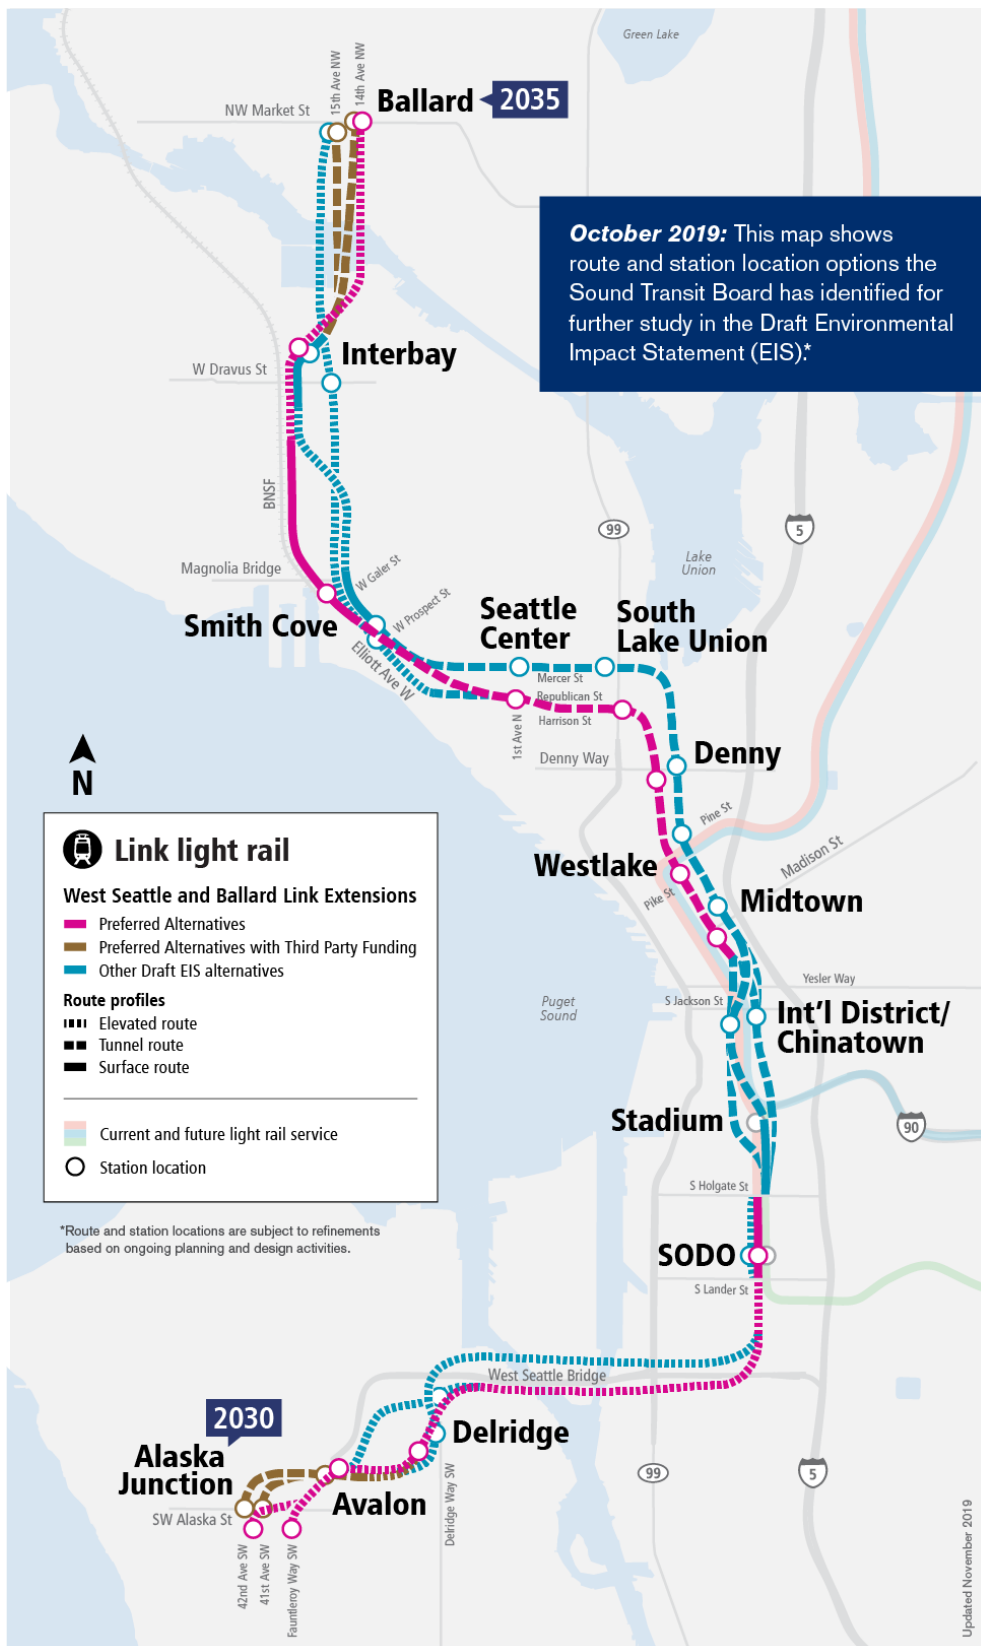 Green Lake
15th Ave NW
14th Ave NW
NW Market St
Ballard
2035
October 2019: This map shows
route and station location options the
Sound Transit Board has identified for
further study in the Draft Environmental
Impact Statement (EIS).*
Interbay
W Dravus St
BNSF
99
5
Lake
Union
Magnolia Bridge
W Galer St
W Prospect St
Smith Cove
Elliott Ave W
Seattle
Center
South
Lake Union
Mercer St
Republican St
Harrison St
1st Ave N
Denny Way
Denny
N
Pine St
Madison St
Westlake
Pike St
Midtown
Link light rail
West Seattle and Ballard Link Extensions
Preferred Alternatives
Preferred Alternatives with Third Party Funding
Other Draft EIS alternatives
Route profiles
Elevated route
Tunnel route
Surface route
Current and future light rail service
Station location
*Route and station locations are subject to refinements
based on ongoing planning and design activities.
Puget
Sound
Yesler Way
S Jackson St
Int'l District/
Chinatown
Stadium
90
S Holgate St
SODO
S Lander St
West Seattle Bridge
2030
Alaska
Junction
Delridge
Avalon
SW Alaska St
42nd Ave SW
41st Ave SW
Fauntleroy Way SW
Delridge Way SW
99
5
Updated November 2019